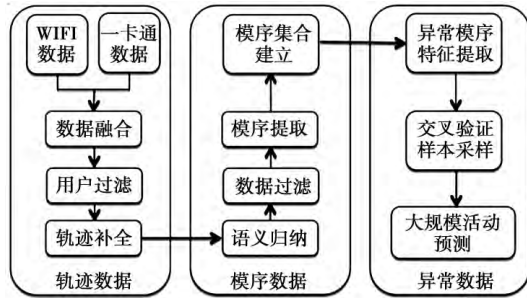 WIFI
数据
一卡通
数据
数据融合
用户过滤
轨迹补全
轨迹数据
模序集合
建立
模序提取
数据过滤
语义归纳
模序数据
异常模序
特征提取
交叉验证
样本采样
大规模活动
预测
异常数据